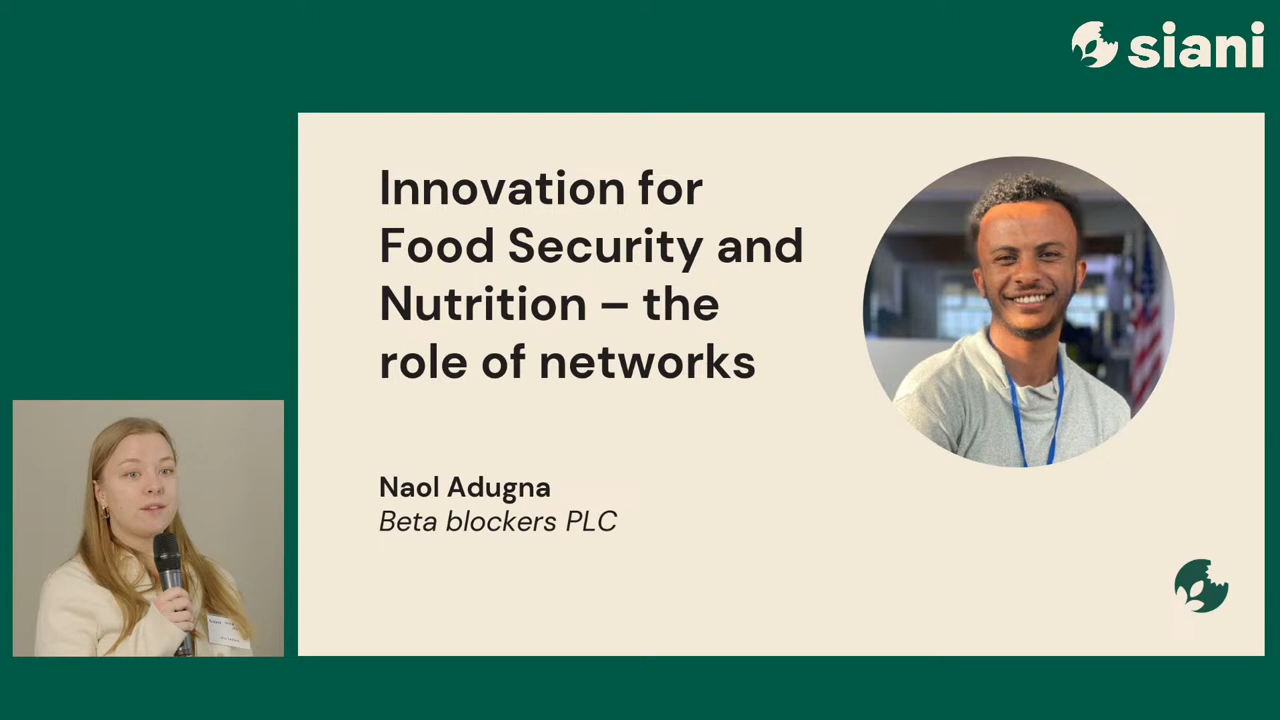 siani
Innovation for
Food Security and
Nutrition – the
role of networks
Naol Adugna
Beta blockers PLC